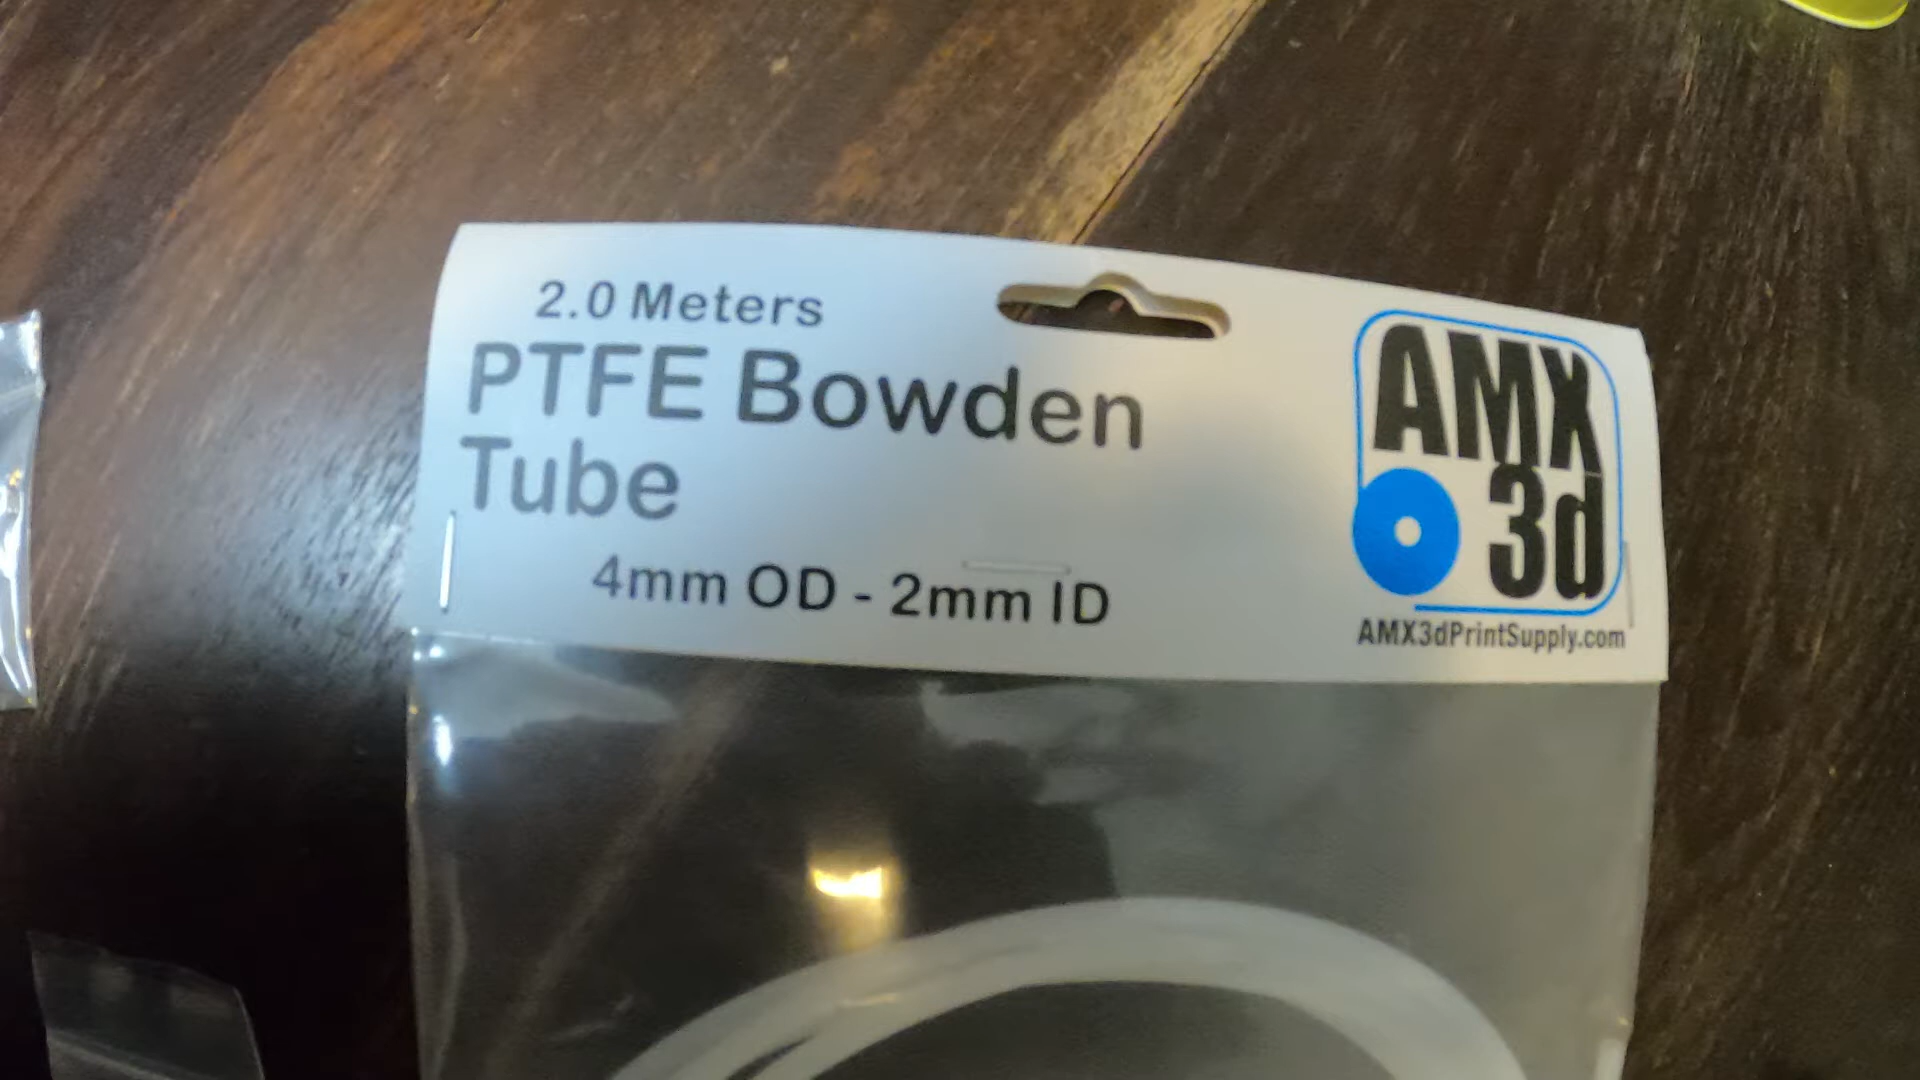 2.0 Meters
PTFE Bowden
Tube
4mm OD - 2mm ID
AMX
3d
AMX3dPrintSupply.com